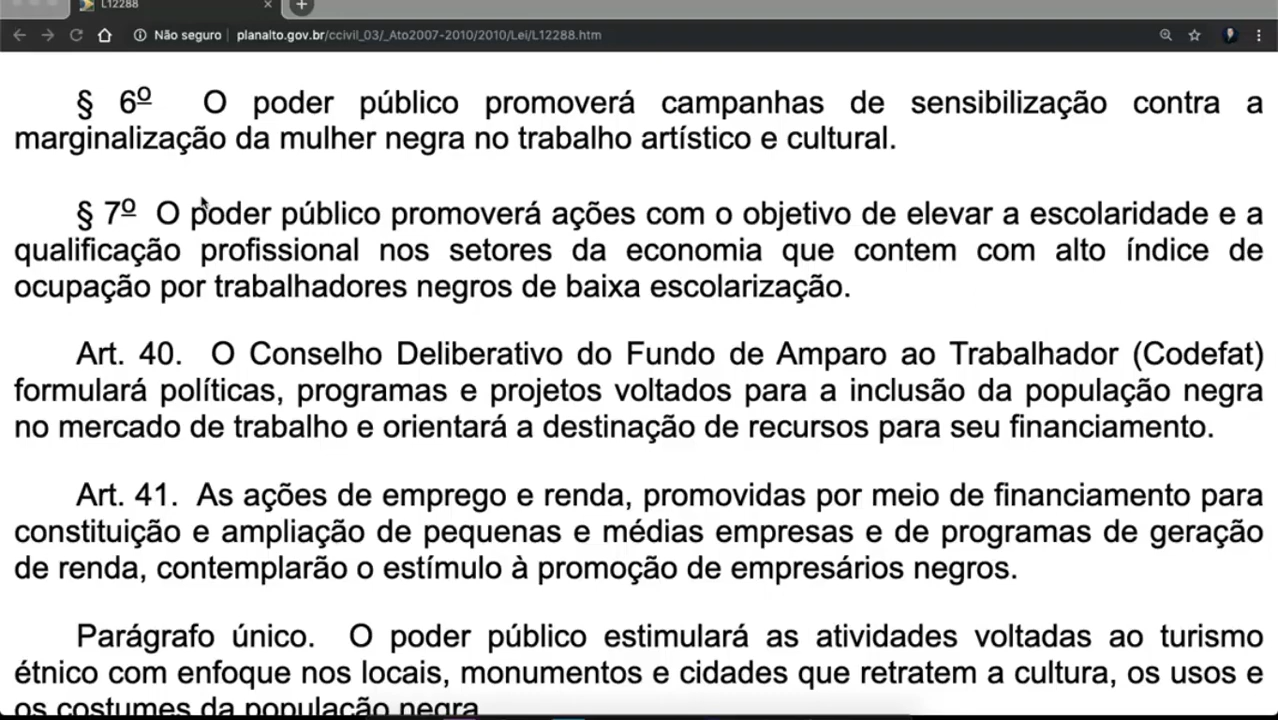 L12288
Não seguro
planalto.gov.br/ccivil_03/_Ato2007-2010/2010/Lei/L12288.htm
§ 6º O poder público promoverá campanhas de sensibilização contra a
marginalização da mulher negra no trabalho artístico e cultural.
§ 7º O poder público promoverá ações com o objetivo de elevar a escolaridade e a
qualificação profissional nos setores da economia que contem com alto índice de
ocupação por trabalhadores negros de baixa escolarização.
Art. 40. O Conselho Deliberativo do Fundo de Amparo ao Trabalhador (Codefat)
formulará políticas, programas e projetos voltados para a inclusão da população negra
no mercado de trabalho e orientará a destinação de recursos para seu financiamento.
Art. 41. As ações de emprego e renda, promovidas por meio de financiamento para
constituição e ampliação de pequenas e médias empresas e de programas de geração
de renda, contemplarão o estímulo à promoção de empresários negros.
Parágrafo único. O poder público estimulará as atividades voltadas ao turismo
étnico com enfoque nos locais, monumentos e cidades que retratem a cultura, os usos e
os costumes da população negra.